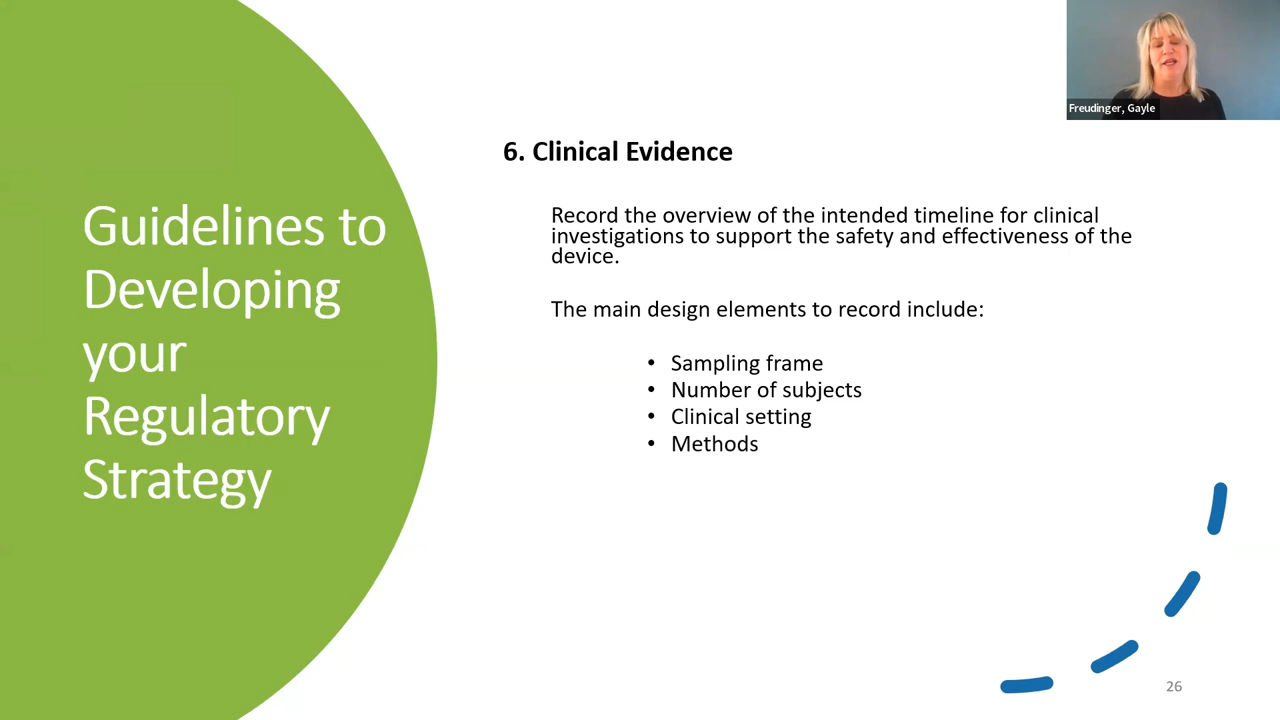 Guidelines to
Developing
your
Regulatory
Strategy
6. Clinical Evidence
Record the overview of the intended timeline for clinical
investigations to support the safety and effectiveness of the
device.
The main design elements to record include:
• Sampling frame
• Number of subjects
• Clinical setting
• Methods
Freudinger, Gayle
26